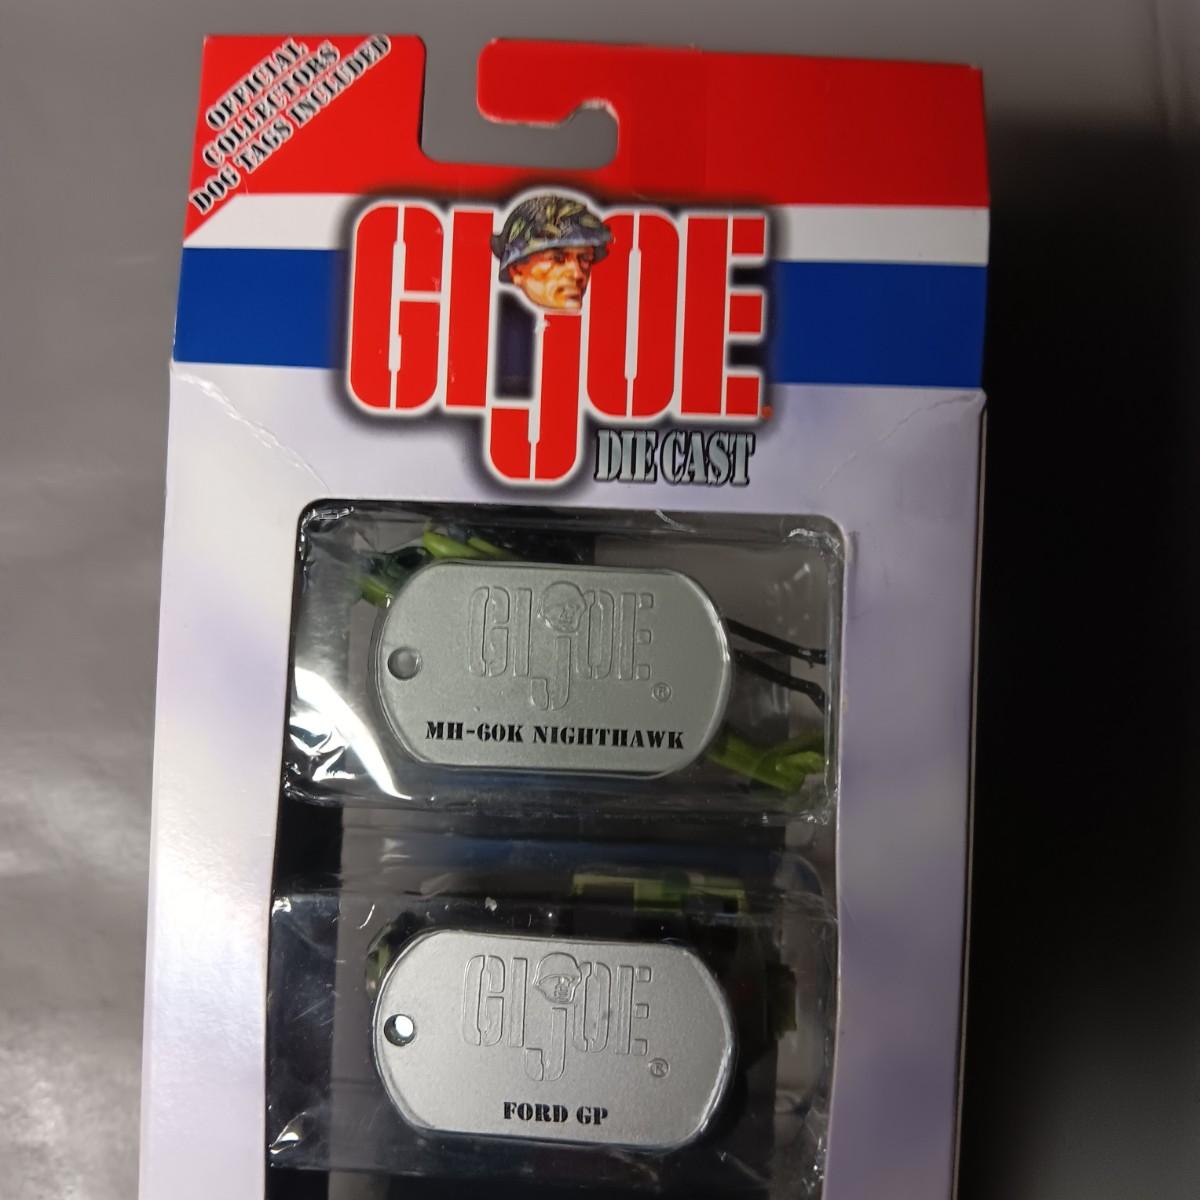 OFFICIAL
COLLECTORS
DOG TAGS INCLUDED
GI JOE
DIE CAST
GI JOE ®
MH-60K NIGHTHAWK
GI JOE ®
FORD GP